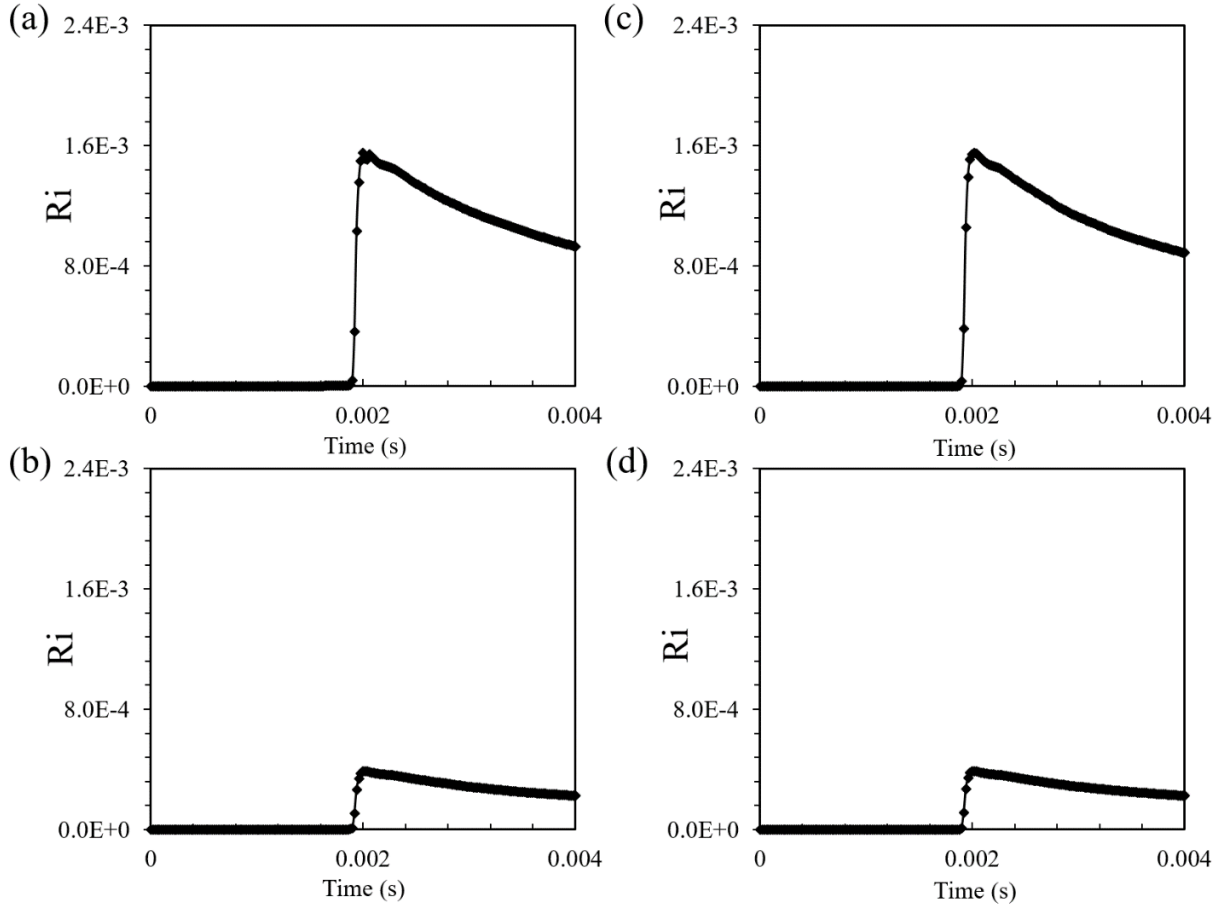 (a)
2.4E-3
1.6E-3
Ri
8.0E-4
0.0E+0
0
0.002
0.004
Time (s)
(c)
2.4E-3
1.6E-3
Ri
8.0E-4
0.0E+0
0
0.002
0.004
Time (s)
(b)
2.4E-3
1.6E-3
Ri
8.0E-4
0.0E+0
0
0.002
0.004
Time (s)
(d)
2.4E-3
1.6E-3
Ri
8.0E-4
0.0E+0
0
0.002
0.004
Time (s)